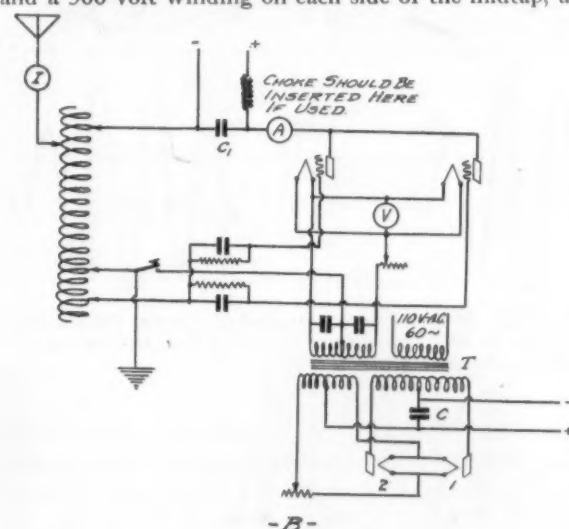 and a 500 volt winding on each side of the midtap, a
I
- +
CHOKE SHOULD BE
INSERTED HERE
IF USED.
C1
A
V
110 V-AC
60~
T
C
-
+
2 1
-B-